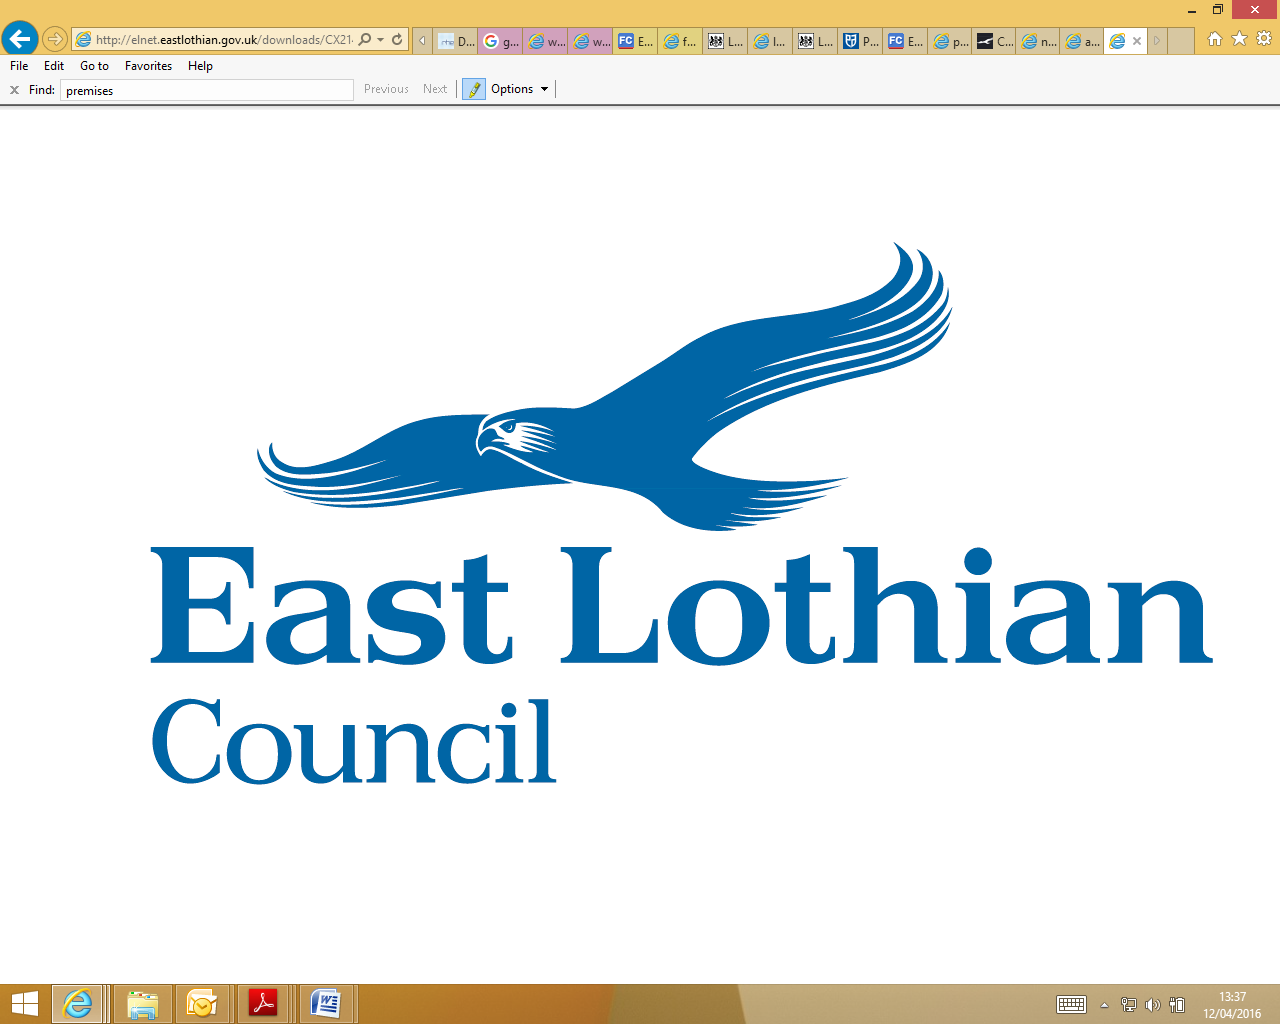 http://elnet.eastlothian.gov.uk/downloads/CX21
D...
g...
w...
w...
E...
f...
L...
I...
L...
P...
E...
p...
C...
n...
a...
File Edit Go to Favorites Help
Find: premises Previous Next Options
East Lothian
Council
13:37
12/04/2016